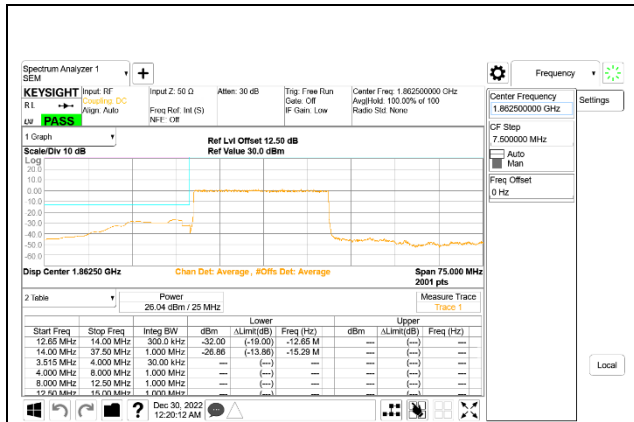 Spectrum Analyzer 1
SEM
+
Frequency
KEYSIGHT
Input: RF
Coupling: DC
Align: Auto
Input Z: 50 Ω
Freq Ref: Int (S)
NFE: Off
Atten: 30 dB
Trig: Free Run
Gate: Off
IF Gain: Low
Center Freq: 1.862500000 GHz
Avg|Hold: 100.00% of 100
Radio Std: None
RL
PASS
Center Frequency
1.862500000 GHz
Settings
CF Step
7.500000 MHz
Auto
Man
Freq Offset
0 Hz
1 Graph
Scale/Div 10 dB
Ref Lvl Offset 12.50 dB
Ref Value 30.0 dBm
Log
20.0
10.0
0.00
-10.0
-20.0
-30.0
-40.0
-50.0
-60.0
Disp Center 1.86250 GHz
Chan Det: Average , #Offs Det: Average
Span 75.000 MHz
2001 pts
2 Table
Power
26.04 dBm / 25 MHz
Measure Trace
Trace 1
Lower Upper
Start Freq Stop Freq Integ BW dBm ΔLimit(dB) Freq (Hz) dBm ΔLimit(dB) Freq (Hz)
12.65 MHz 14.00 MHz 300.0 kHz -32.00 (-19.00) -12.65 M --- (---) ---
14.00 MHz 37.50 MHz 1.000 MHz -26.86 (-13.86) -15.29 M --- (---) ---
3.515 MHz 4.000 MHz 30.00 kHz --- (---) --- --- (---) ---
4.000 MHz 8.000 MHz 1.000 MHz --- (---) --- --- (---) ---
8.000 MHz 12.50 MHz 1.000 MHz --- (---) --- --- (---) ---
12.50 MHz 15.00 MHz 1.000 MHz --- (---) --- --- (---) ---
Local
?
Dec 30, 2022
12:20:12 AM